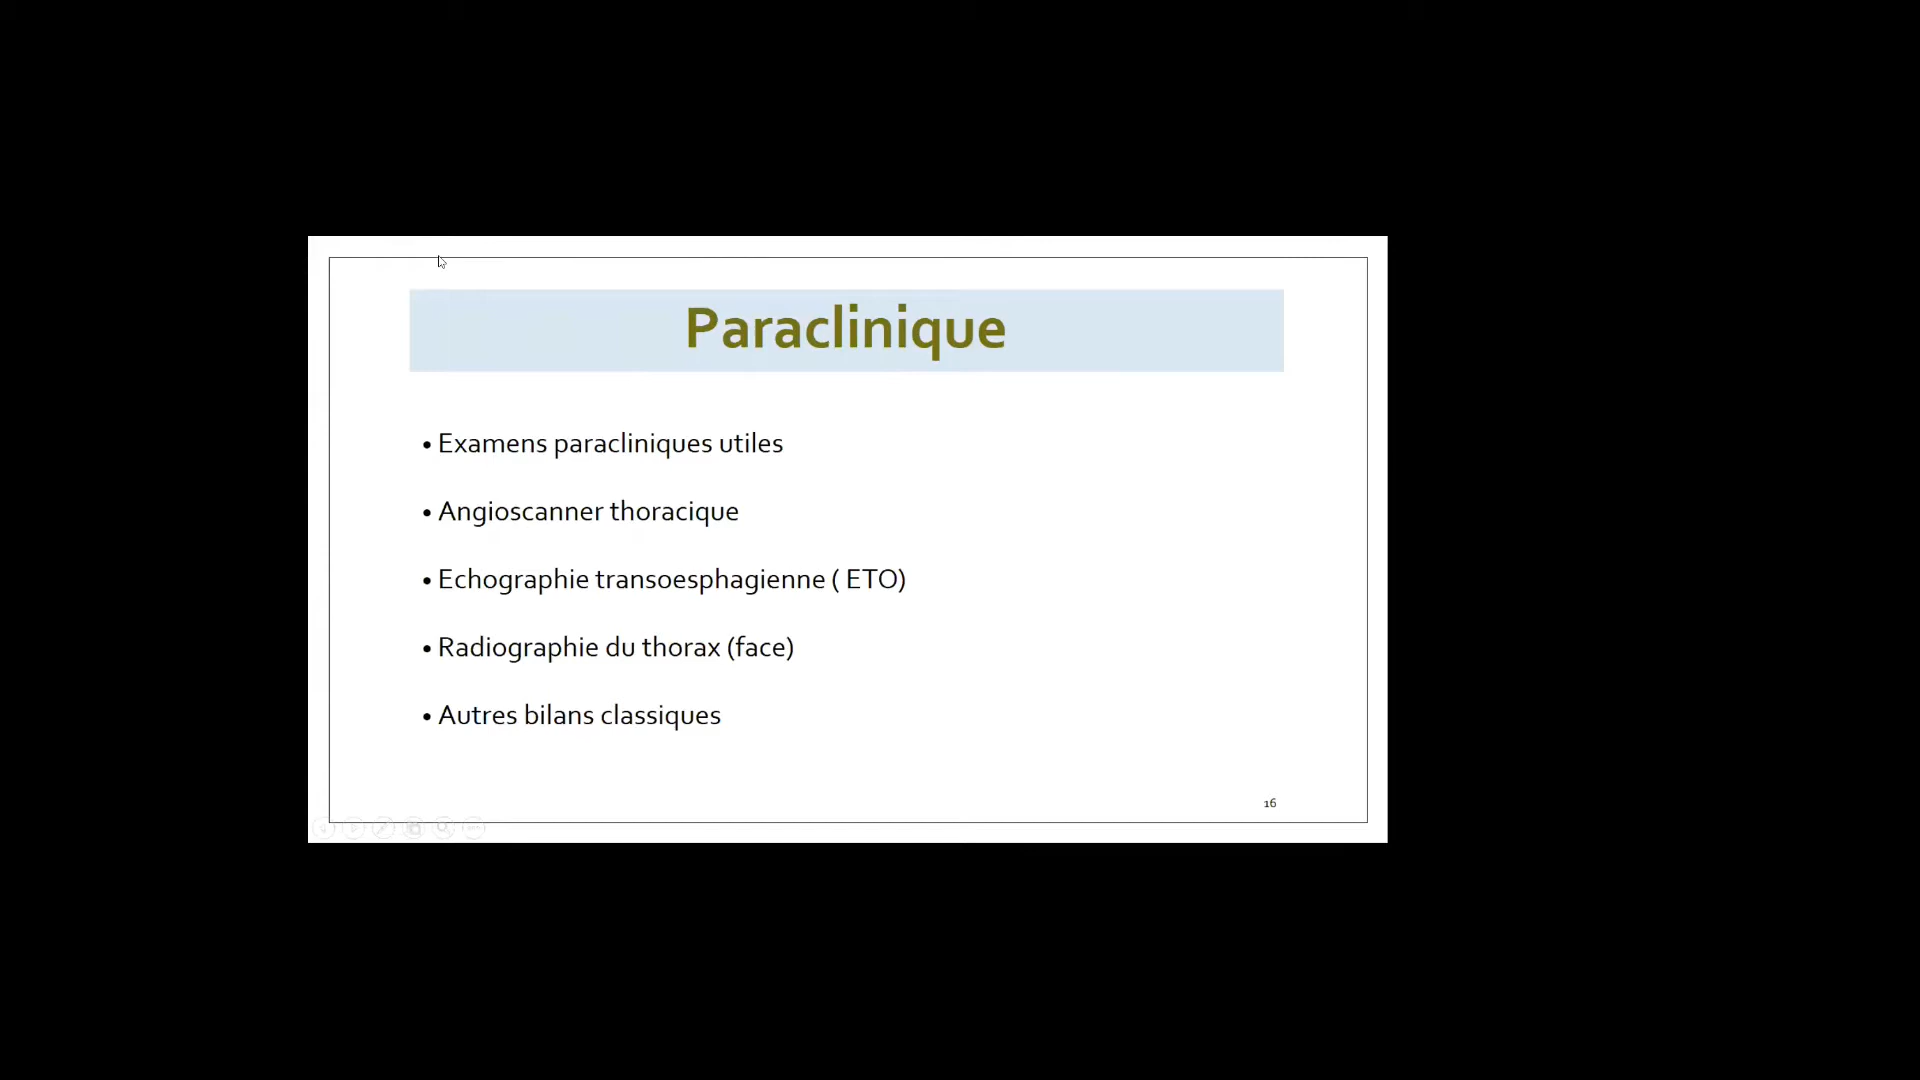 Paraclinique
• Examens paracliniques utiles
• Angioscanner thoracique
• Echographie transoesphagienne ( ETO)
• Radiographie du thorax (face)
• Autres bilans classiques
16